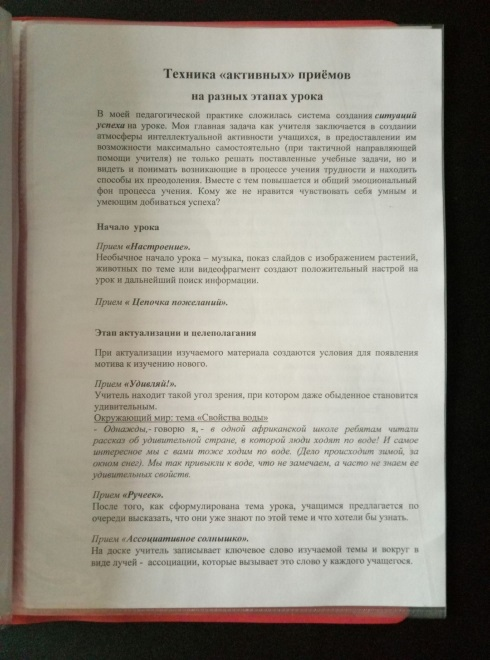 Техника «активных» приёмов
на разных этапах урока
В моей педагогической практике сложилась система создания ситуаций
успеха на уроке. Моя главная задача как учителя заключается в создании
атмосферы интеллектуальной активности учащихся, в предоставлении им
возможности максимально самостоятельно (при тактичной направляющей
помощи учителя) не только решать поставленные учебные задачи, но и
видеть и понимать возникающие в процессе учения трудности и находить
способы их преодоления. Вместе с тем повышается и общий эмоциональный
фон процесса учения. Кому же не нравится чувствовать себя умным и
умеющим добиваться успеха?
Начало урока
Прием «Настроение».
Необычное начало урока – музыка, показ слайдов с изображением растений,
животных по теме или видеофрагмент создают положительный настрой на
урок и дальнейший поиск информации.
Прием « Цепочка пожеланий».
Этап актуализации и целеполагания
При актуализации изучаемого материала создаются условия для появления
мотива к изучению нового.
Прием «Удивляй!».
Учитель находит такой угол зрения, при котором даже обыденное становится
удивительным.
Окружающий мир: тема «Свойства воды»
- Однажды,- говорю я, - в одной африканской школе ребятам читали
рассказ об удивительной стране, в которой люди ходят по воде! И самое
интересное мы с вами тоже ходим по воде. (Дело происходит зимой, за
окном снег). Мы так привыкли к воде, что не замечаем, а часто не знаем ее
удивительных свойств.
Прием «Ручеек».
После того, как сформулирована тема урока, учащимся предлагается по
очереди высказать, что они уже знают по этой теме и что хотели бы узнать.
Прием «Ассоциативное солнышко».
На доске учитель записывает ключевое слово изучаемой темы и вокруг в
виде лучей - ассоциации, которые вызывает это слово у каждого учащегося.